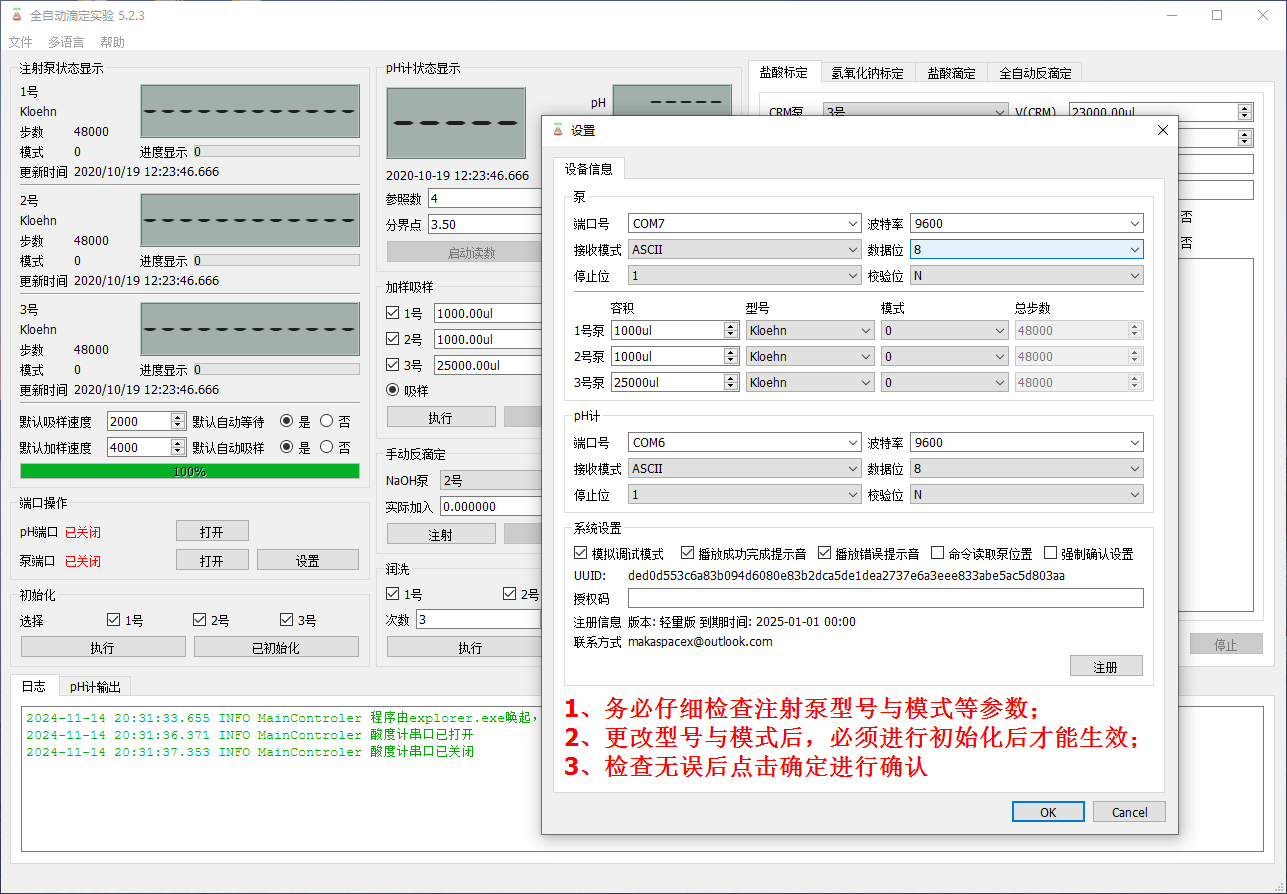 全自动滴定实验 5.2.3
文件 多语言 帮助
注射泵状态显示
1号
Kloehn
步数 48000
模式 0 进度显示 0
更新时间 2020/10/19 12:23:46.666
2号
Kloehn
步数 48000
模式 0 进度显示 0
更新时间 2020/10/19 12:23:46.666
3号
Kloehn
步数 48000
模式 0 进度显示 0
更新时间 2020/10/19 12:23:46.666
默认吸样速度 2000 默认自动等待 是 否
默认加样速度 4000 默认自动吸样 是 否
100%
端口操作
pH端口 已关闭 打开
泵端口 已关闭 打开 设置
初始化
选择 1号 2号 3号
执行 已初始化
pH计状态显示
pH
2020-10-19 12:23:46.666
参照数 4
分界点 3.50
启动读数
加样吸样
1号 1000.00ul
2号 1000.00ul
3号 25000.00ul
吸样
执行
手动反滴定
NaOH泵 2号
实际加入 0.000000
注射
润洗
1号 2号
次数 3
执行
盐酸标定 氢氧化钠标定 盐酸滴定 全自动反滴定
CRM泵 3号 V(CRM) 23000.00ul
否
否
停止
日志 pH计输出
2024-11-14 20:31:33.655 INFO MainControler 程序由explorer.exe唤起,
2024-11-14 20:31:36.371 INFO MainControler 酸度计串口已打开
2024-11-14 20:31:37.353 INFO MainControler 酸度计串口已关闭
设置
设备信息
泵
端口号 COM7 波特率 9600
接收模式 ASCII 数据位 8
停止位 1 校验位 N
容积 型号 模式 总步数
1号泵 1000ul Kloehn 0 48000
2号泵 1000ul Kloehn 0 48000
3号泵 25000ul Kloehn 0 48000
pH计
端口号 COM6 波特率 9600
接收模式 ASCII 数据位 8
停止位 1 校验位 N
系统设置
模拟调试模式 播放成功完成提示音 播放错误提示音 命令读取泵位置 强制确认设置
UUID: ded0d553c6a83b094d6080e83b2dca5de1dea2737e6a3eee833abe5ac5d803aa
授权码
注册信息 版本: 轻量版 到期时间: 2025-01-01 00:00
联系方式 makaspacex@outlook.com
注册
1、务必仔细检查注射泵型号与模式等参数；
2、更改型号与模式后，必须进行初始化后才能生效；
3、检查无误后点击确定进行确认
OK Cancel